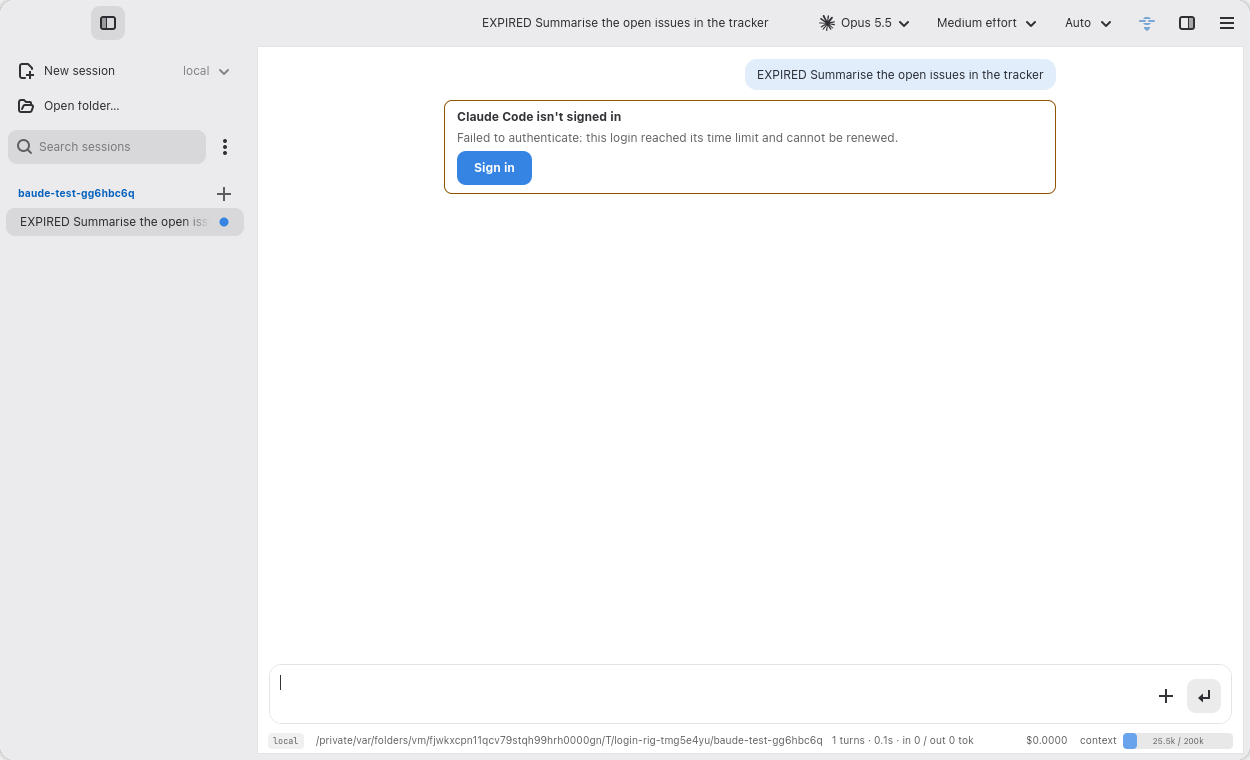 EXPIRED Summarise the open issues in the tracker
Opus 5.5
Medium effort
Auto
New session
local
Open folder...
Search sessions
baude-test-gg6hbc6q
EXPIRED Summarise the open iss
EXPIRED Summarise the open issues in the tracker
Claude Code isn't signed in
Failed to authenticate: this login reached its time limit and cannot be renewed.
Sign in
local
/private/var/folders/vm/fjwkxcpn11qcv79stqh99hrh0000gn/T/login-rig-tmg5e4yu/baude-test-gg6hbc6q
1 turns · 0.1s · in 0 / out 0 tok
$0.0000
context
25.5k / 200k